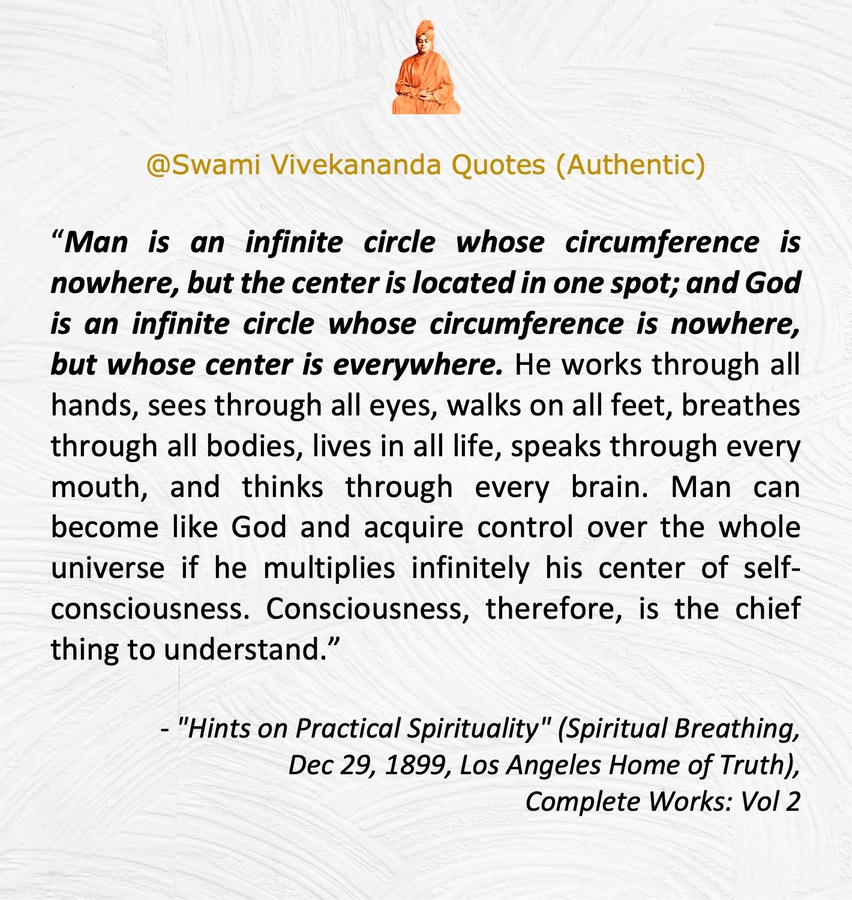 @Swami Vivekananda Quotes (Authentic)
“Man is an infinite circle whose circumference is
nowhere, but the center is located in one spot; and God
is an infinite circle whose circumference is nowhere,
but whose center is everywhere. He works through all
hands, sees through all eyes, walks on all feet, breathes
through all bodies, lives in all life, speaks through every
mouth, and thinks through every brain. Man can
become like God and acquire control over the whole
universe if he multiplies infinitely his center of self-
consciousness. Consciousness, therefore, is the chief
thing to understand.”
- "Hints on Practical Spirituality" (Spiritual Breathing,
Dec 29, 1899, Los Angeles Home of Truth),
Complete Works: Vol 2